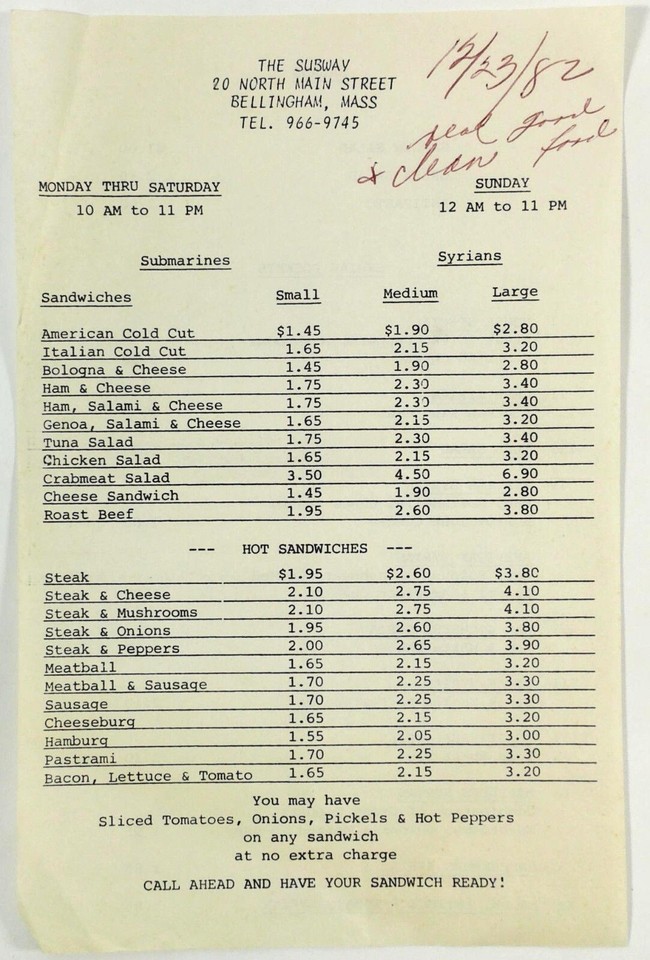 THE SUBWAY
20 NORTH MAIN STREET
BELLINGHAM, MASS
TEL. 966-9745
12/23/82
real good
& clean food
MONDAY THRU SATURDAY
10 AM to 11 PM
SUNDAY
12 AM to 11 PM
Submarines Syrians
Sandwiches Small Medium Large
American Cold Cut $1.45 $1.90 $2.80
Italian Cold Cut 1.65 2.15 3.20
Bologna & Cheese 1.45 1.90 2.80
Ham & Cheese 1.75 2.30 3.40
Ham, Salami & Cheese 1.75 2.30 3.40
Genoa, Salami & Cheese 1.65 2.15 3.20
Tuna Salad 1.75 2.30 3.40
Chicken Salad 1.65 2.15 3.20
Crabmeat Salad 3.50 4.50 6.90
Cheese Sandwich 1.45 1.90 2.80
Roast Beef 1.95 2.60 3.80
--- HOT SANDWICHES ---
Steak $1.95 $2.60 $3.80
Steak & Cheese 2.10 2.75 4.10
Steak & Mushrooms 2.10 2.75 4.10
Steak & Onions 1.95 2.60 3.80
Steak & Peppers 2.00 2.65 3.90
Meatball 1.65 2.15 3.20
Meatball & Sausage 1.70 2.25 3.30
Sausage 1.70 2.25 3.30
Cheeseburg 1.65 2.15 3.20
Hamburg 1.55 2.05 3.00
Pastrami 1.70 2.25 3.30
Bacon, Lettuce & Tomato 1.65 2.15 3.20
You may have
Sliced Tomatoes, Onions, Pickels & Hot Peppers
on any sandwich
at no extra charge
CALL AHEAD AND HAVE YOUR SANDWICH READY!